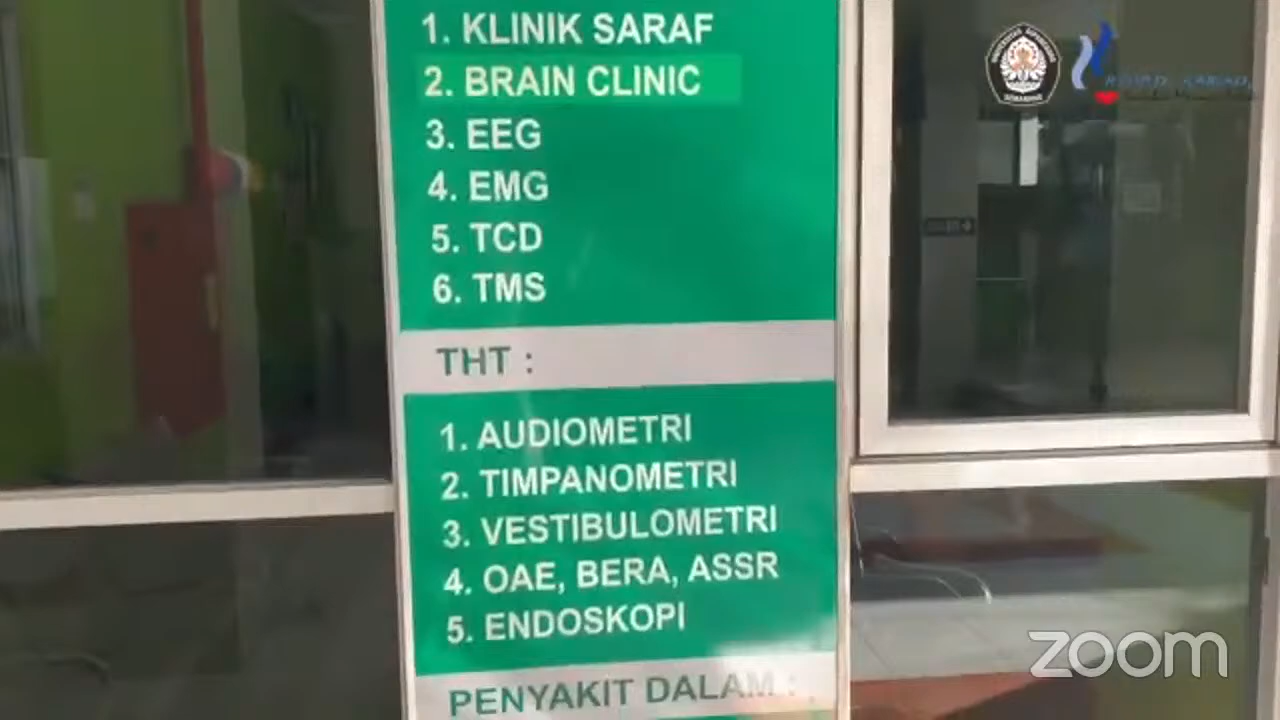 1. KLINIK SARAF
2. BRAIN CLINIC
3. EEG
4. EMG
5. TCD
6. TMS
THT :
1. AUDIOMETRI
2. TIMPANOMETRI
3. VESTIBULOMETRI
4. OAE, BERA, ASSR
5. ENDOSKOPI
PENYAKIT DALAM :
zoom